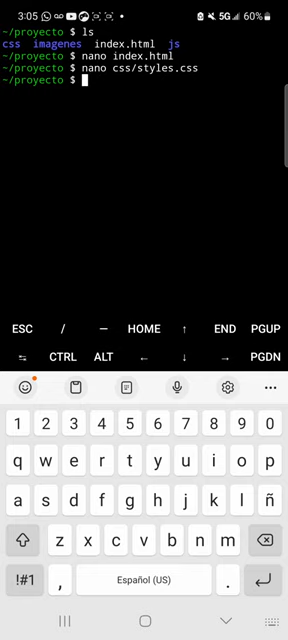 3:05 5G 60%
~/proyecto $ ls
css imagenes index.html js
~/proyecto $ nano index.html
~/proyecto $ nano css/styles.css
~/proyecto $
ESC / — HOME ↑ END PGUP
⇆ CTRL ALT ← ↓ → PGDN
1 2 3 4 5 6 7 8 9 0
q w e r t y u i o p
a s d f g h j k l ñ
z x c v b n m
!#1 , Español (US) .